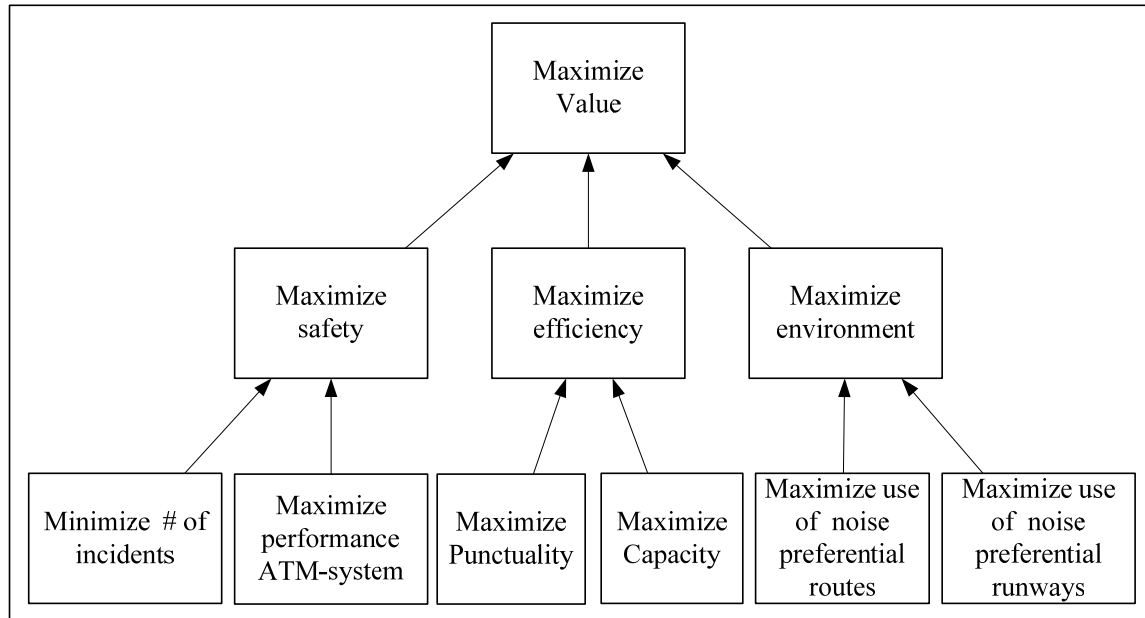 Maximize
Value
Maximize
safety
Maximize
efficiency
Maximize
environment
Minimize # of
incidents
Maximize
performance
ATM-system
Maximize
Punctuality
Maximize
Capacity
Maximize use
of noise
preferential
routes
Maximize use
of noise
preferential
runways